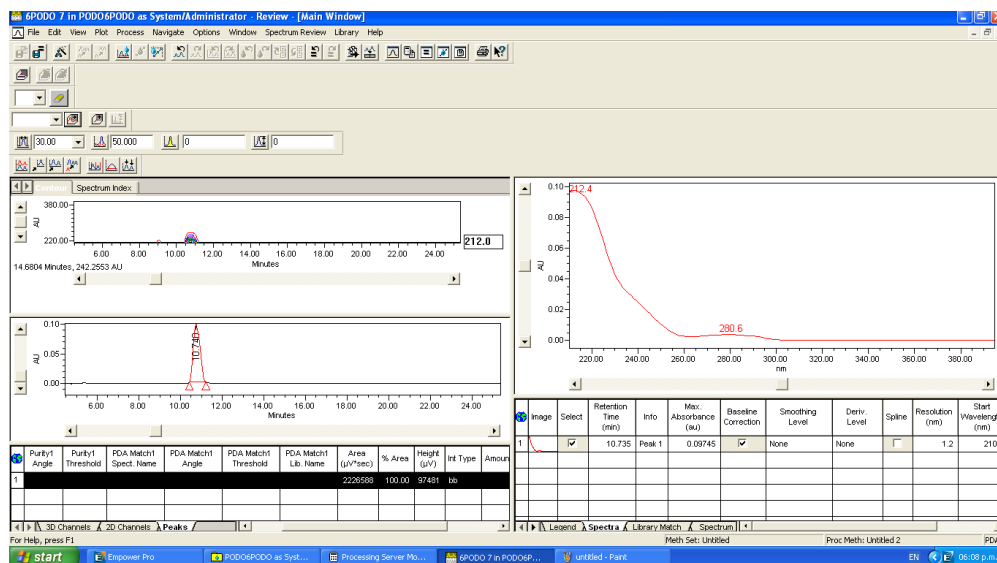 6PODO 7 in PODO6PODO as System/Administrator - Review - [Main Window]
File Edit View Plot Process Navigate Options Window Spectrum Review Library Help
30.00 50.000 0 0
Contour Spectrum Index
380.00
AU
220.00
212.0
6.00 8.00 10.00 12.00 14.00 16.00 18.00 20.00 22.00 24.00
Minutes
14.6804 Minutes, 242.2553 AU
0.10
AU
0.05
0.00
10.740
6.00 8.00 10.00 12.00 14.00 16.00 18.00 20.00 22.00 24.00
Minutes
Purity1 Angle Purity1 Threshold PDA Match1 Spect. Name PDA Match1 Angle PDA Match1 Threshold PDA Match1 Lib. Name Area (µV*sec) % Area Height (µV) Int Type Amoun
1 2226588 100.00 97481 bb
3D Channels 2D Channels Peaks
0.10
212.4
0.08
0.06
AU
0.04
0.02
280.6
0.00
220.00 240.00 260.00 280.00 300.00 320.00 340.00 360.00 380.00
nm
Image Select Retention Time (min) Info Max. Absorbance (au) Baseline Correction Smoothing Level Deriv. Level Spline Resolution (nm) Start Wavelengt (nm)
1 10.735 Peak 1 0.09745 None None 1.2 210
Legend Spectra Library Match Spectrum
For Help, press F1
Meth Set: Untitled Proc Meth: Untitled 2 PDA
start Empower Pro PODO6PODO as Syst... Processing Server Mo... 6PODO 7 in PODO6P... untitled - Paint EN 06:08 p.m.